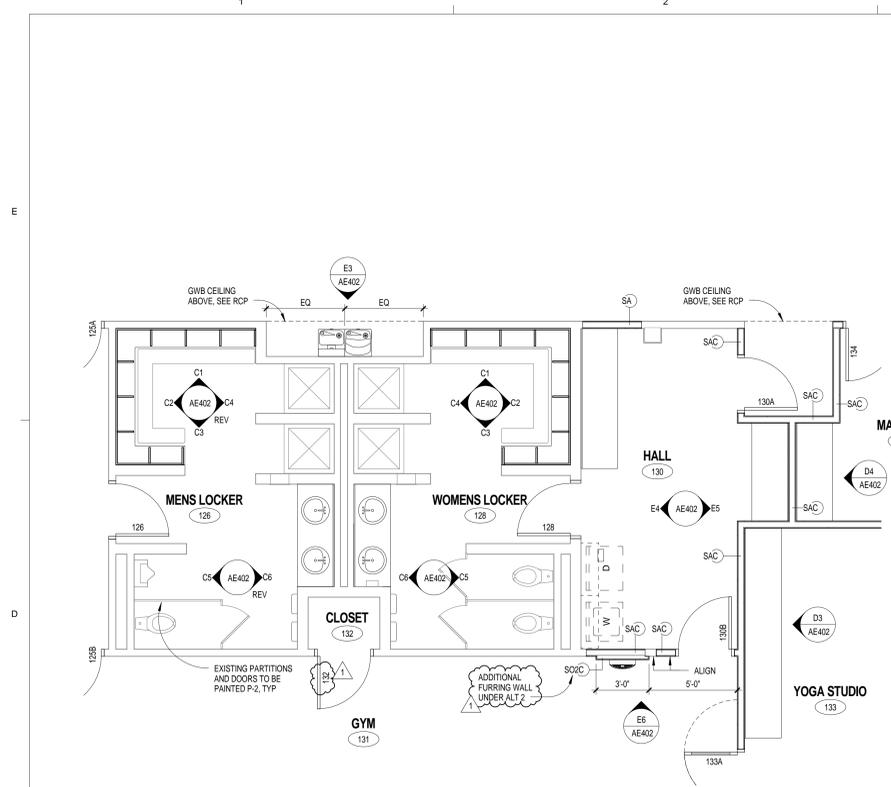 1
2
E
E3
AE402
GWB CEILING
ABOVE, SEE RCP
EQ
EQ
GWB CEILING
ABOVE, SEE RCP
SA
125A
SAC
134
C1
C2
AE402
C4
REV
C3
C1
C4
AE402
C2
C3
130A
SAC
SAC
MA
HALL
130
D4
AE402
MENS LOCKER
126
WOMENS LOCKER
128
E4
AE402
E5
SAC
126
128
SAC
D
C5
AE402
C6
REV
C6
AE402
C5
D
W
CLOSET
132
SAC
SAC
130B
D3
AE402
125B
EXISTING PARTITIONS
AND DOORS TO BE
PAINTED P-2, TYP
132
1
ADDITIONAL
FURRING WALL
UNDER ALT 2
1
SO2C
ALIGN
3'-0"
5'-0"
YOGA STUDIO
133
GYM
131
E6
AE402
133A